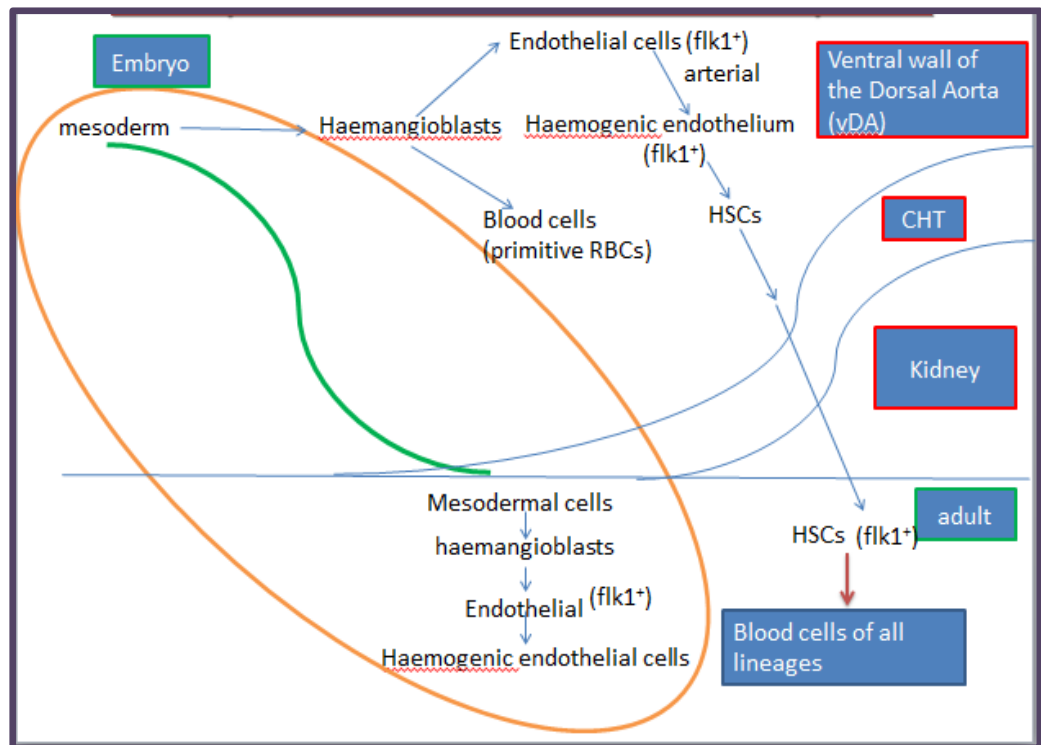 Embryo
Endothelial cells (flk1⁺)
arterial
Ventral wall of
the Dorsal Aorta
(vDA)
mesoderm
Haemangioblasts
Haemogenic endothelium
(flk1⁺)
Blood cells
(primitive RBCs)
HSCs
CHT
Kidney
Mesodermal cells
haemangioblasts
Endothelial (flk1⁺)
Haemogenic endothelial cells
adult
HSCs (flk1⁺)
Blood cells of all
lineages